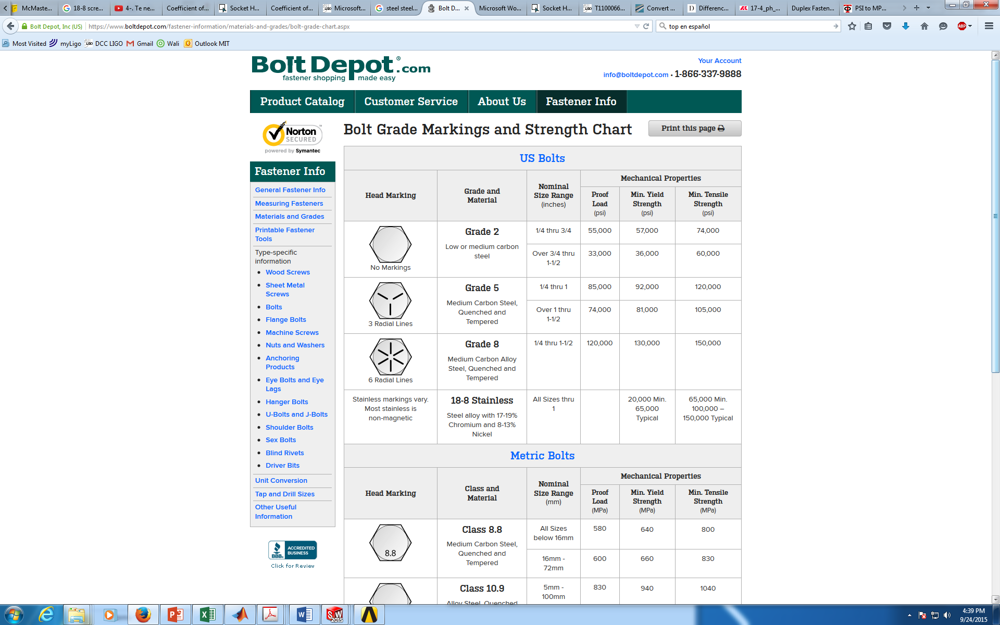 McMaste...
18-8 scre...
4-. Te ne...
Coefficient of...
Socket H...
Coefficient of...
Microsoft...
steel steel...
Bolt D...
Microsoft Wo...
Socket H...
T1100066...
Convert ...
Differenc...
17-4_ph_...
Duplex Fasten...
PSI to MP...
Bolt Depot, Inc (US)
https://www.boltdepot.com/fastener-information/materials-and-grades/bolt-grade-chart.aspx
top en español
ABP
Most Visited
myLigo
DCC LIGO
Gmail
Wali
Outlook MIT
Bolt Depot®.com
fastener shopping made easy
Your Account
info@boltdepot.com • 1-866-337-9888
Product Catalog
Customer Service
About Us
Fastener Info
Norton
SECURED
powered by Symantec
Fastener Info
General Fastener Info
Measuring Fasteners
Materials and Grades
Printable Fastener
Tools
Type-specific
information
Wood Screws
Sheet Metal
Screws
Bolts
Flange Bolts
Machine Screws
Nuts and Washers
Anchoring
Products
Eye Bolts and Eye
Lags
Hanger Bolts
U-Bolts and J-Bolts
Shoulder Bolts
Sex Bolts
Blind Rivets
Driver Bits
Unit Conversion
Tap and Drill Sizes
Other Useful
Information
BBB.
ACCREDITED
BUSINESS
Click for Review
Bolt Grade Markings and Strength Chart
Print this page
US Bolts
Head Marking
Grade and
Material
Nominal
Size Range
(inches)
Mechanical Properties
Proof
Load
(psi)
Min. Yield
Strength
(psi)
Min. Tensile
Strength
(psi)
No Markings
Grade 2
Low or medium carbon
steel
1/4 thru 3/4
55,000
57,000
74,000
Over 3/4 thru
1-1/2
33,000
36,000
60,000
3 Radial Lines
Grade 5
Medium Carbon Steel,
Quenched and
Tempered
1/4 thru 1
85,000
92,000
120,000
Over 1 thru
1-1/2
74,000
81,000
105,000
6 Radial Lines
Grade 8
Medium Carbon Alloy
Steel, Quenched and
Tempered
1/4 thru 1-1/2
120,000
130,000
150,000
Stainless markings vary.
Most stainless is
non-magnetic
18-8 Stainless
Steel alloy with 17-19%
Chromium and 8-13%
Nickel
All Sizes thru
1
20,000 Min.
65,000
Typical
65,000 Min.
100,000 –
150,000 Typical
Metric Bolts
Head Marking
Class and
Material
Nominal
Size Range
(mm)
Mechanical Properties
Proof
Load
(MPa)
Min. Yield
Strength
(MPa)
Min. Tensile
Strength
(MPa)
8.8
Class 8.8
Medium Carbon Steel,
Quenched and
Tempered
All Sizes
below 16mm
580
640
800
16mm -
72mm
600
660
830
Class 10.9
Alloy Steel, Quenched
5mm -
100mm
830
940
1040
4:39 PM
9/24/2015